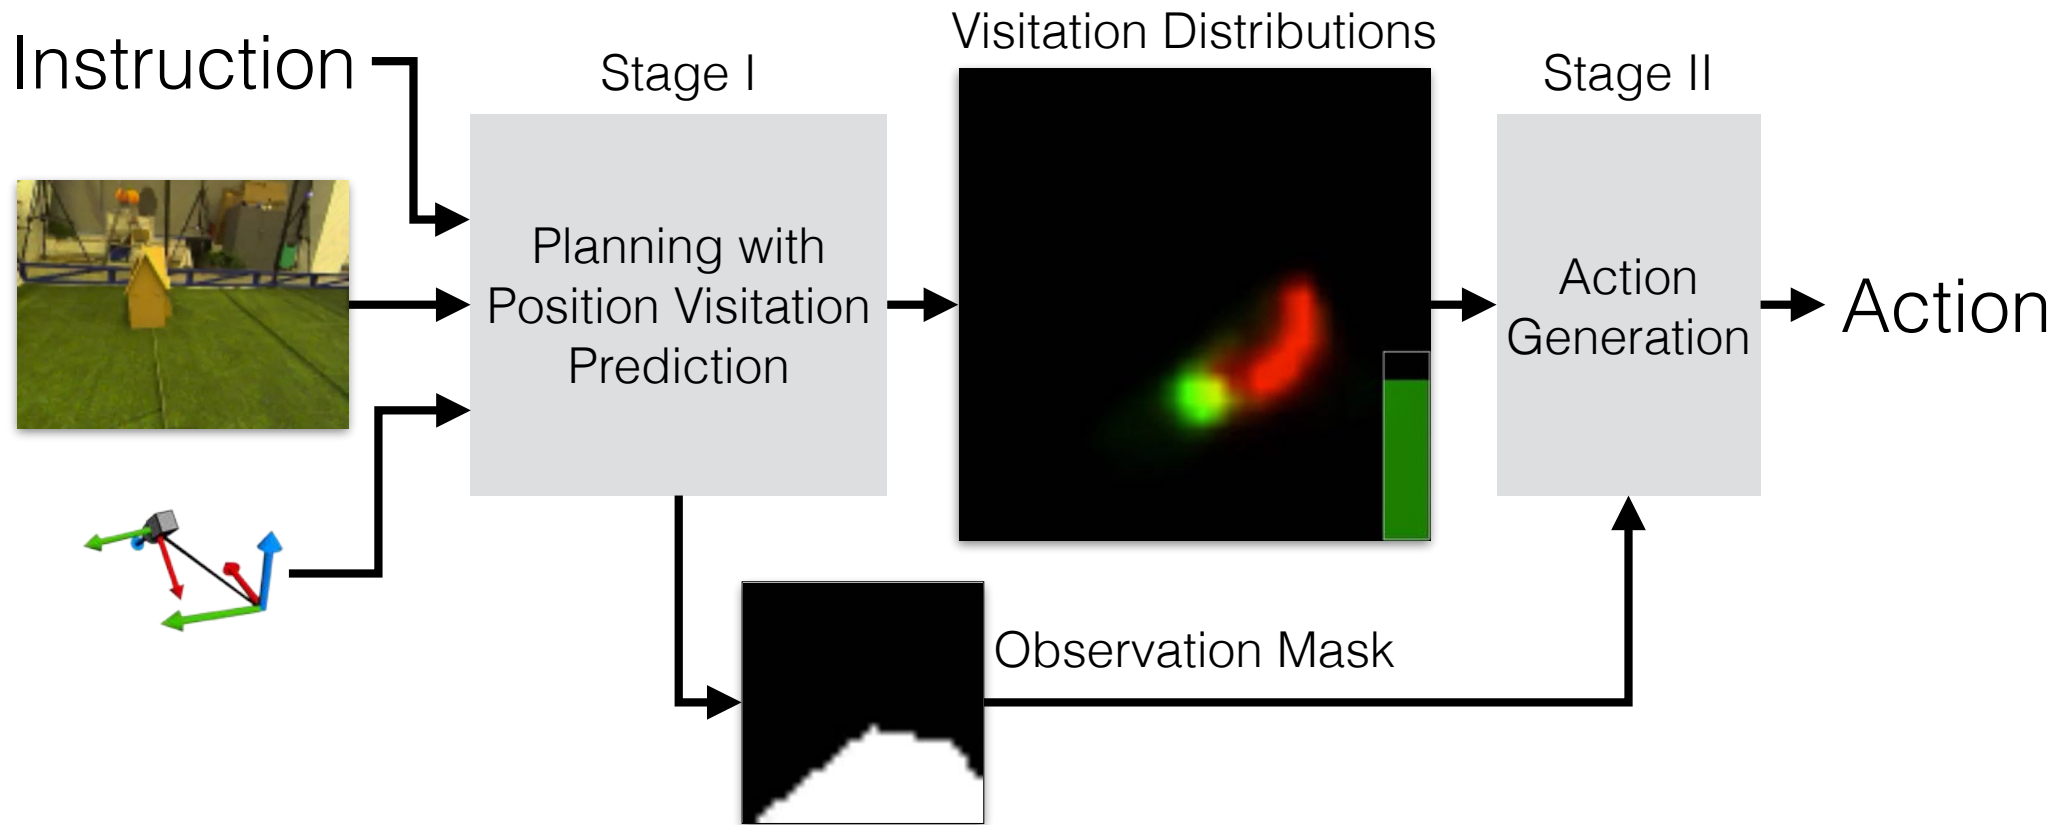 Instruction
Stage I
Planning with
Position Visitation
Prediction
Visitation Distributions
Observation Mask
Stage II
Action
Generation
Action